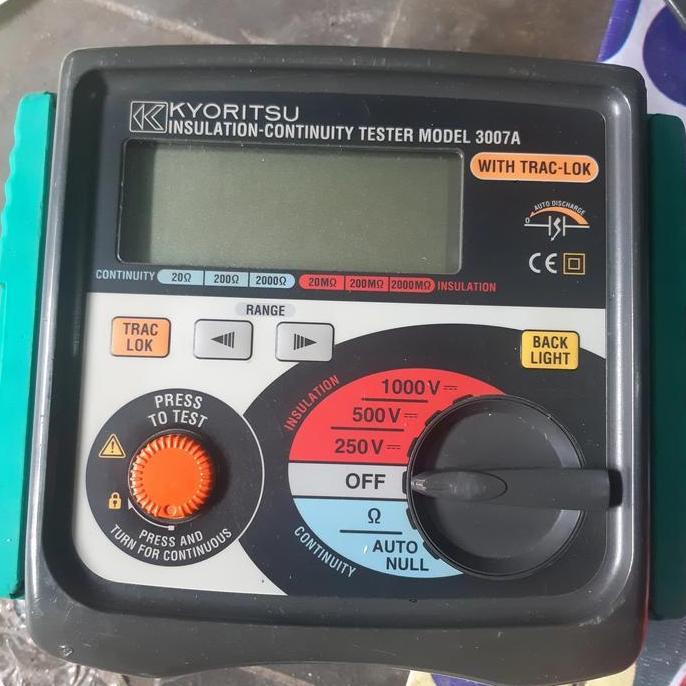 KYORITSU
INSULATION-CONTINUITY TESTER MODEL 3007A
WITH TRAC-LOK
AUTO DISCHARGE
0
CE
CONTINUITY 20Ω 200Ω 2000Ω 20MΩ 200MΩ 2000MΩ INSULATION
RANGE
TRAC
LOK
BACK
LIGHT
PRESS
TO TEST
PRESS AND
TURN FOR CONTINUOUS
INSULATION
1000V
500V
250V
OFF
Ω
AUTO
NULL
CONTINUITY